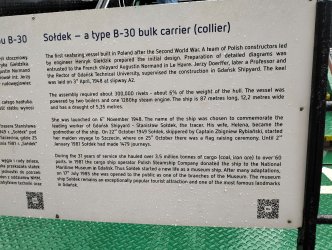 pu B-30
Sołdek – a type B-30 bulk carrier (collier)
The first seafaring vessel built in Poland after the Second World War. A team of Polish constructors led
by engineer Henryk Giełdzik prepared the initial design. Preparation of detailed diagrams was
entrusted to the French shipyard Augustin Normand in Le Havre. Jerzy Doerffer, later a Professor and
the Rector of Gdańsk Technical University, supervised the construction in Gdańsk Shipyard. The keel
was laid on 3rd April, 1948 at slipway A2.
The assembly required about 300,000 rivets - about 6% of the weight of the hull. The vessel was
powered by two boilers and one 1280hp steam engine. The ship is 87 metres long, 12,2 metres wide
and has a draught of 5,35 metres.
She was launched on 6th November 1948. The name of the ship was chosen to commemorate the
leading worker of Gdańsk Shipyard - Stanisław Sołdek, the tracer. His wife, Helena, became the
godmother of the ship. On 22nd October 1949 Sołdek, skippered by Captain Zbigniew Rybiański, started
her maiden voyage to Szczecin, where on 25th October there was a flag raising ceremony. Until 2nd
January 1981 Sołdek had made 1479 journeys.
During the 31 years of service she hauled over 3,5 million tonnes of cargo (coal, iron ore) to over 60
ports. In 1981 the cargo ship operator Polish Steamship Company donated the ship to the National
Maritime Museum in Gdańsk. Thus Sołdek started a new life as a museum ship. After many adaptations,
on 17th July 1985 she was opened to the public as one of the branches of the Museum. The museum
ship Sołdek remains an exceptionally popular tourist attraction and one of the most famous landmarks
in Gdańsk.